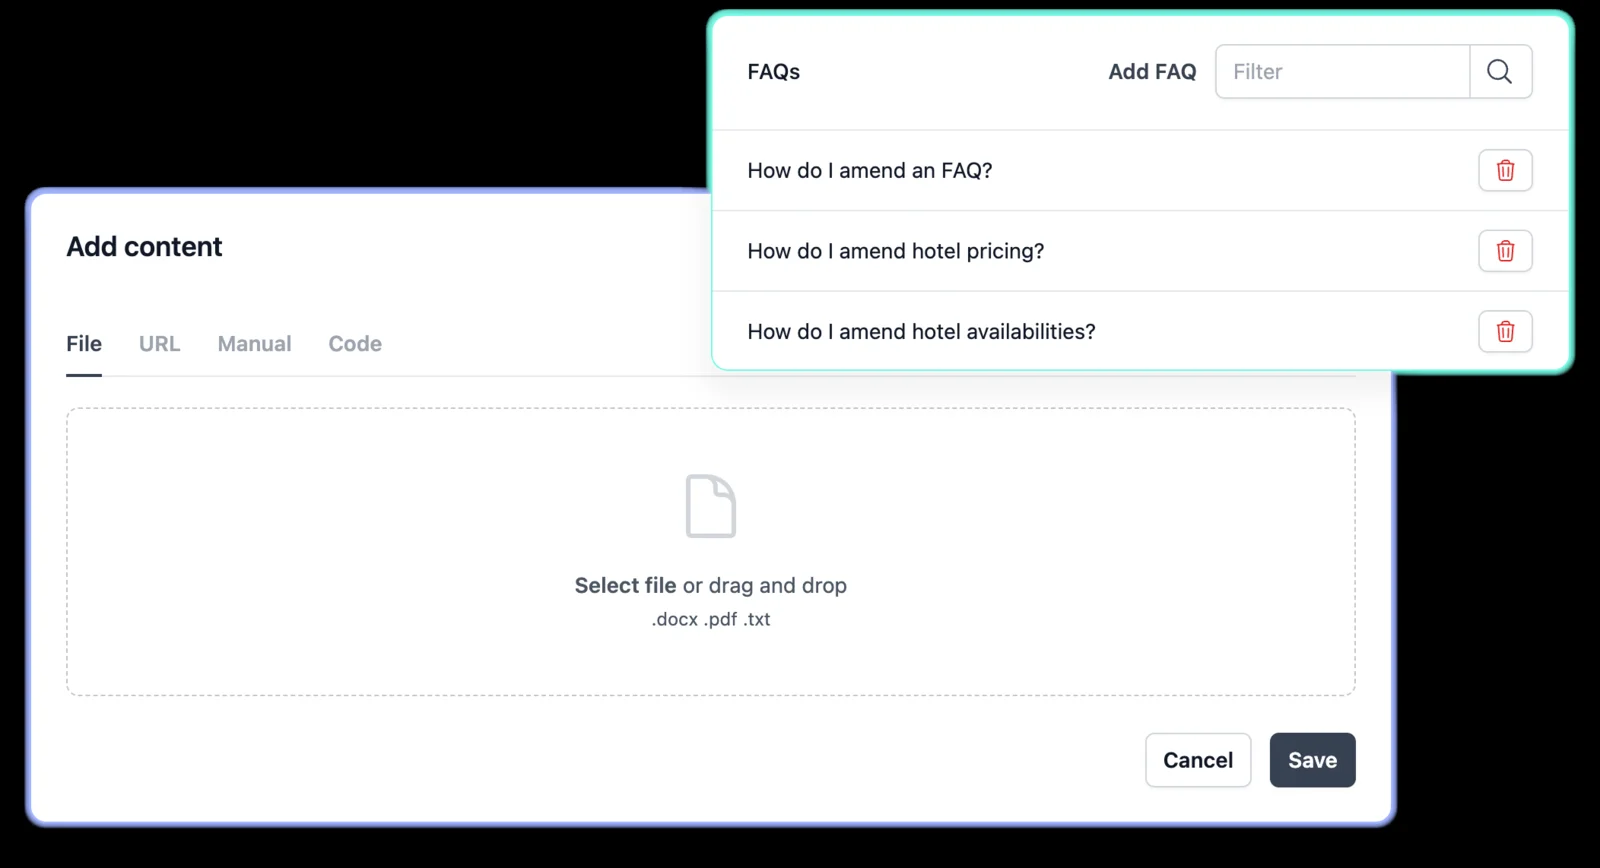 FAQs
Add FAQ
Filter
How do I amend an FAQ?
How do I amend hotel pricing?
How do I amend hotel availabilities?
Add content
File URL Manual Code
Select file or drag and drop
.docx .pdf .txt
Cancel Save